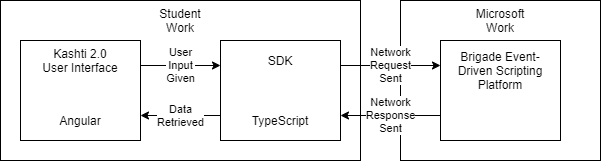 Student
Work
Microsoft
Work
Kashti 2.0
User Interface
Angular
User
Input
Given
Data
Retrieved
SDK
TypeScript
Network
Request
Sent
Network
Response
Sent
Brigade Event-
Driven Scripting
Platform